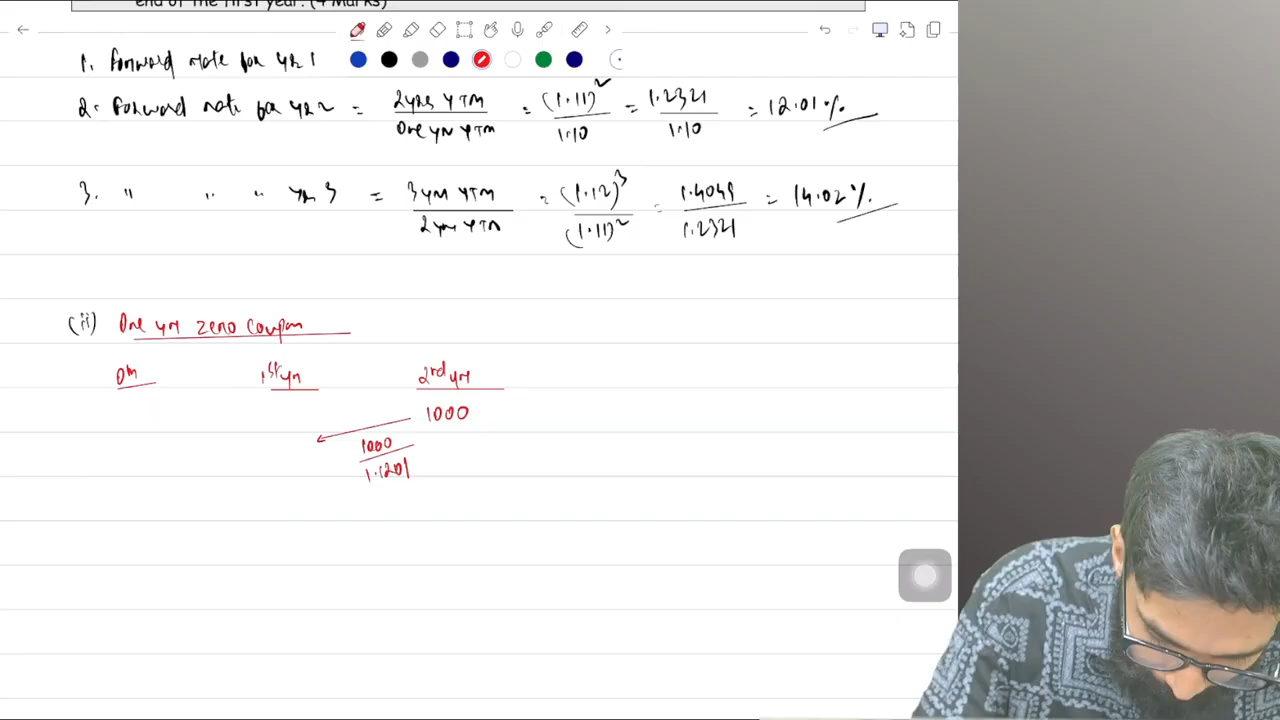 end of the first year. (4 Marks)
1. Forward rate for yr 1
2. Forward rate for yr 2 = 2yrs YTM / One yr YTM = (1.11)² / 1.10 = 1.2321 / 1.10 = 12.01%
3. " " " yr 3 = 3yrs YTM / 2yrs YTM = (1.12)³ / (1.11)² = 1.4049 / 1.2321 = 14.02%
(ii) One yr zero coupon
1st yr 2nd yr
1000
1000 / 1.1201